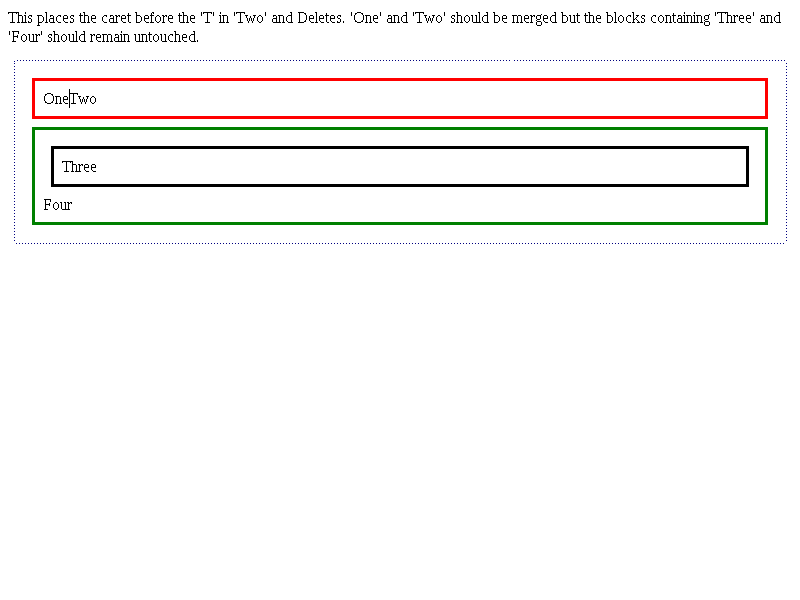 This places the caret before the 'T' in 'Two' and Deletes. 'One' and 'Two' should be merged but the blocks containing 'Three' and
'Four' should remain untouched.
OneTwo
Three
Four